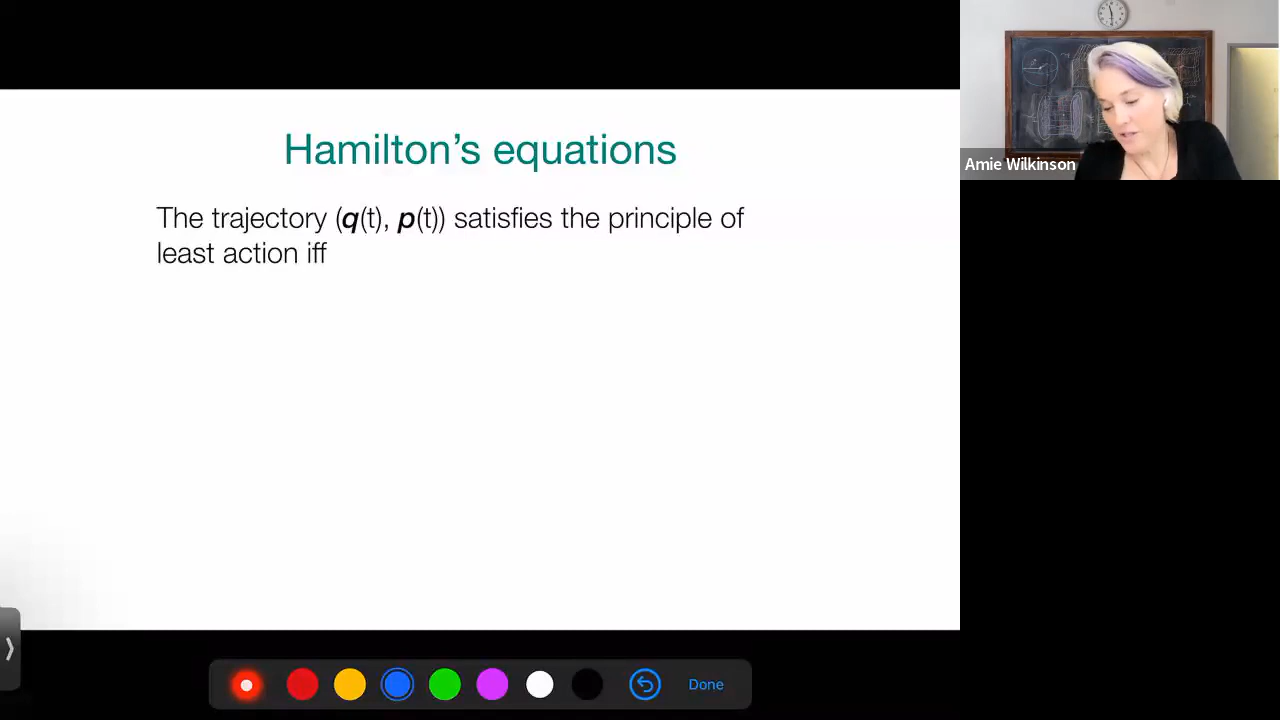 Hamilton's equations
The trajectory (q(t), p(t)) satisfies the principle of
least action iff
Amie Wilkinson
Done